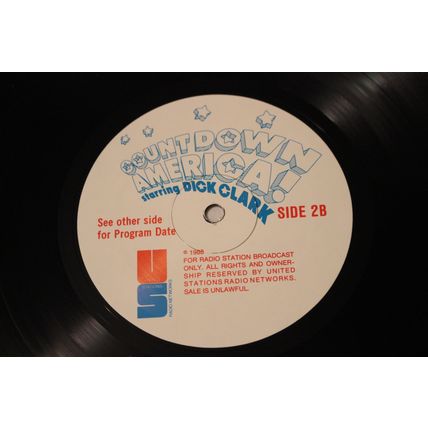 COUNTDOWN
AMERICA!
starring DICK CLARK
SIDE 2B
See other side
for Program Date
℗ 1988
FOR RADIO STATION BROADCAST
ONLY. ALL RIGHTS AND OWNER-
SHIP RESERVED BY UNITED
STATIONS RADIO NETWORKS.
SALE IS UNLAWFUL.
US
RADIO NETWORKS